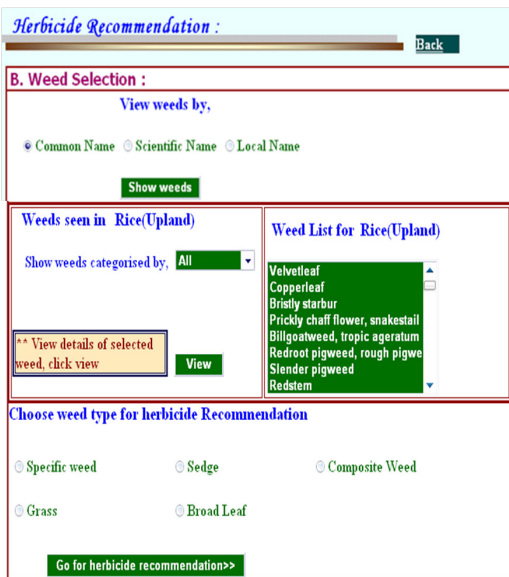 Herbicide Recommendation :
Back
B. Weed Selection :
View weeds by,
Common Name Scientific Name Local Name
Show weeds
Weeds seen in Rice(Upland)
Show weeds categorised by, All
** View details of selected
weed, click view
View
Weed List for Rice(Upland)
Velvetleaf
Copperleaf
Bristly starbur
Prickly chaff flower, snakestail
Billgoatweed, tropic ageratum
Redroot pigweed, rough pigwe
Slender pigweed
Redstem
Choose weed type for herbicide Recommendation
Specific weed Sedge Composite Weed
Grass Broad Leaf
Go for herbicide recommendation>>